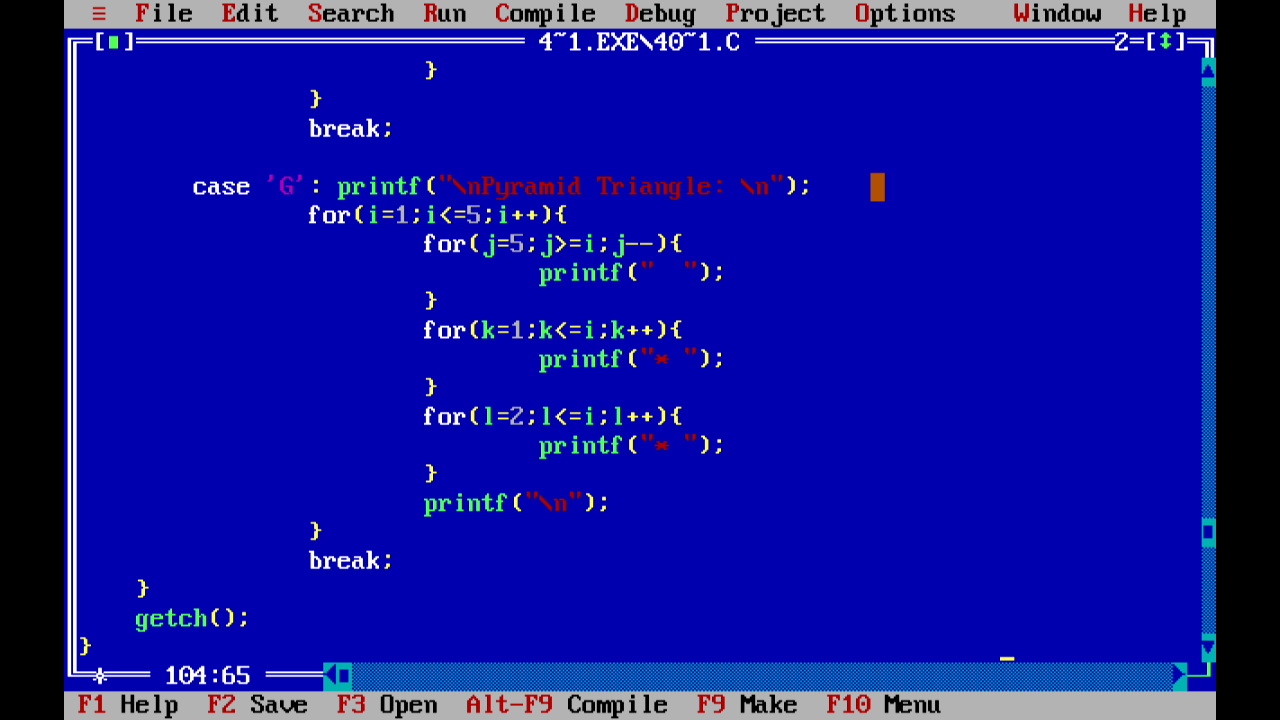 ≡ File Edit Search Run Compile Debug Project Options Window Help
[■] 4~1.EXE\40~1.C 2=[↕]
}
}
break;
case 'G': printf("\nPyramid Triangle: \n");
for(i=1;i<=5;i++){
for(j=5;j>=i;j--){
printf("  ");
}
for(k=1;k<=i;k++){
printf("* ");
}
for(l=2;l<=i;l++){
printf("* ");
}
printf("\n");
}
break;
}
getch();
}
104:65
F1 Help F2 Save F3 Open Alt-F9 Compile F9 Make F10 Menu